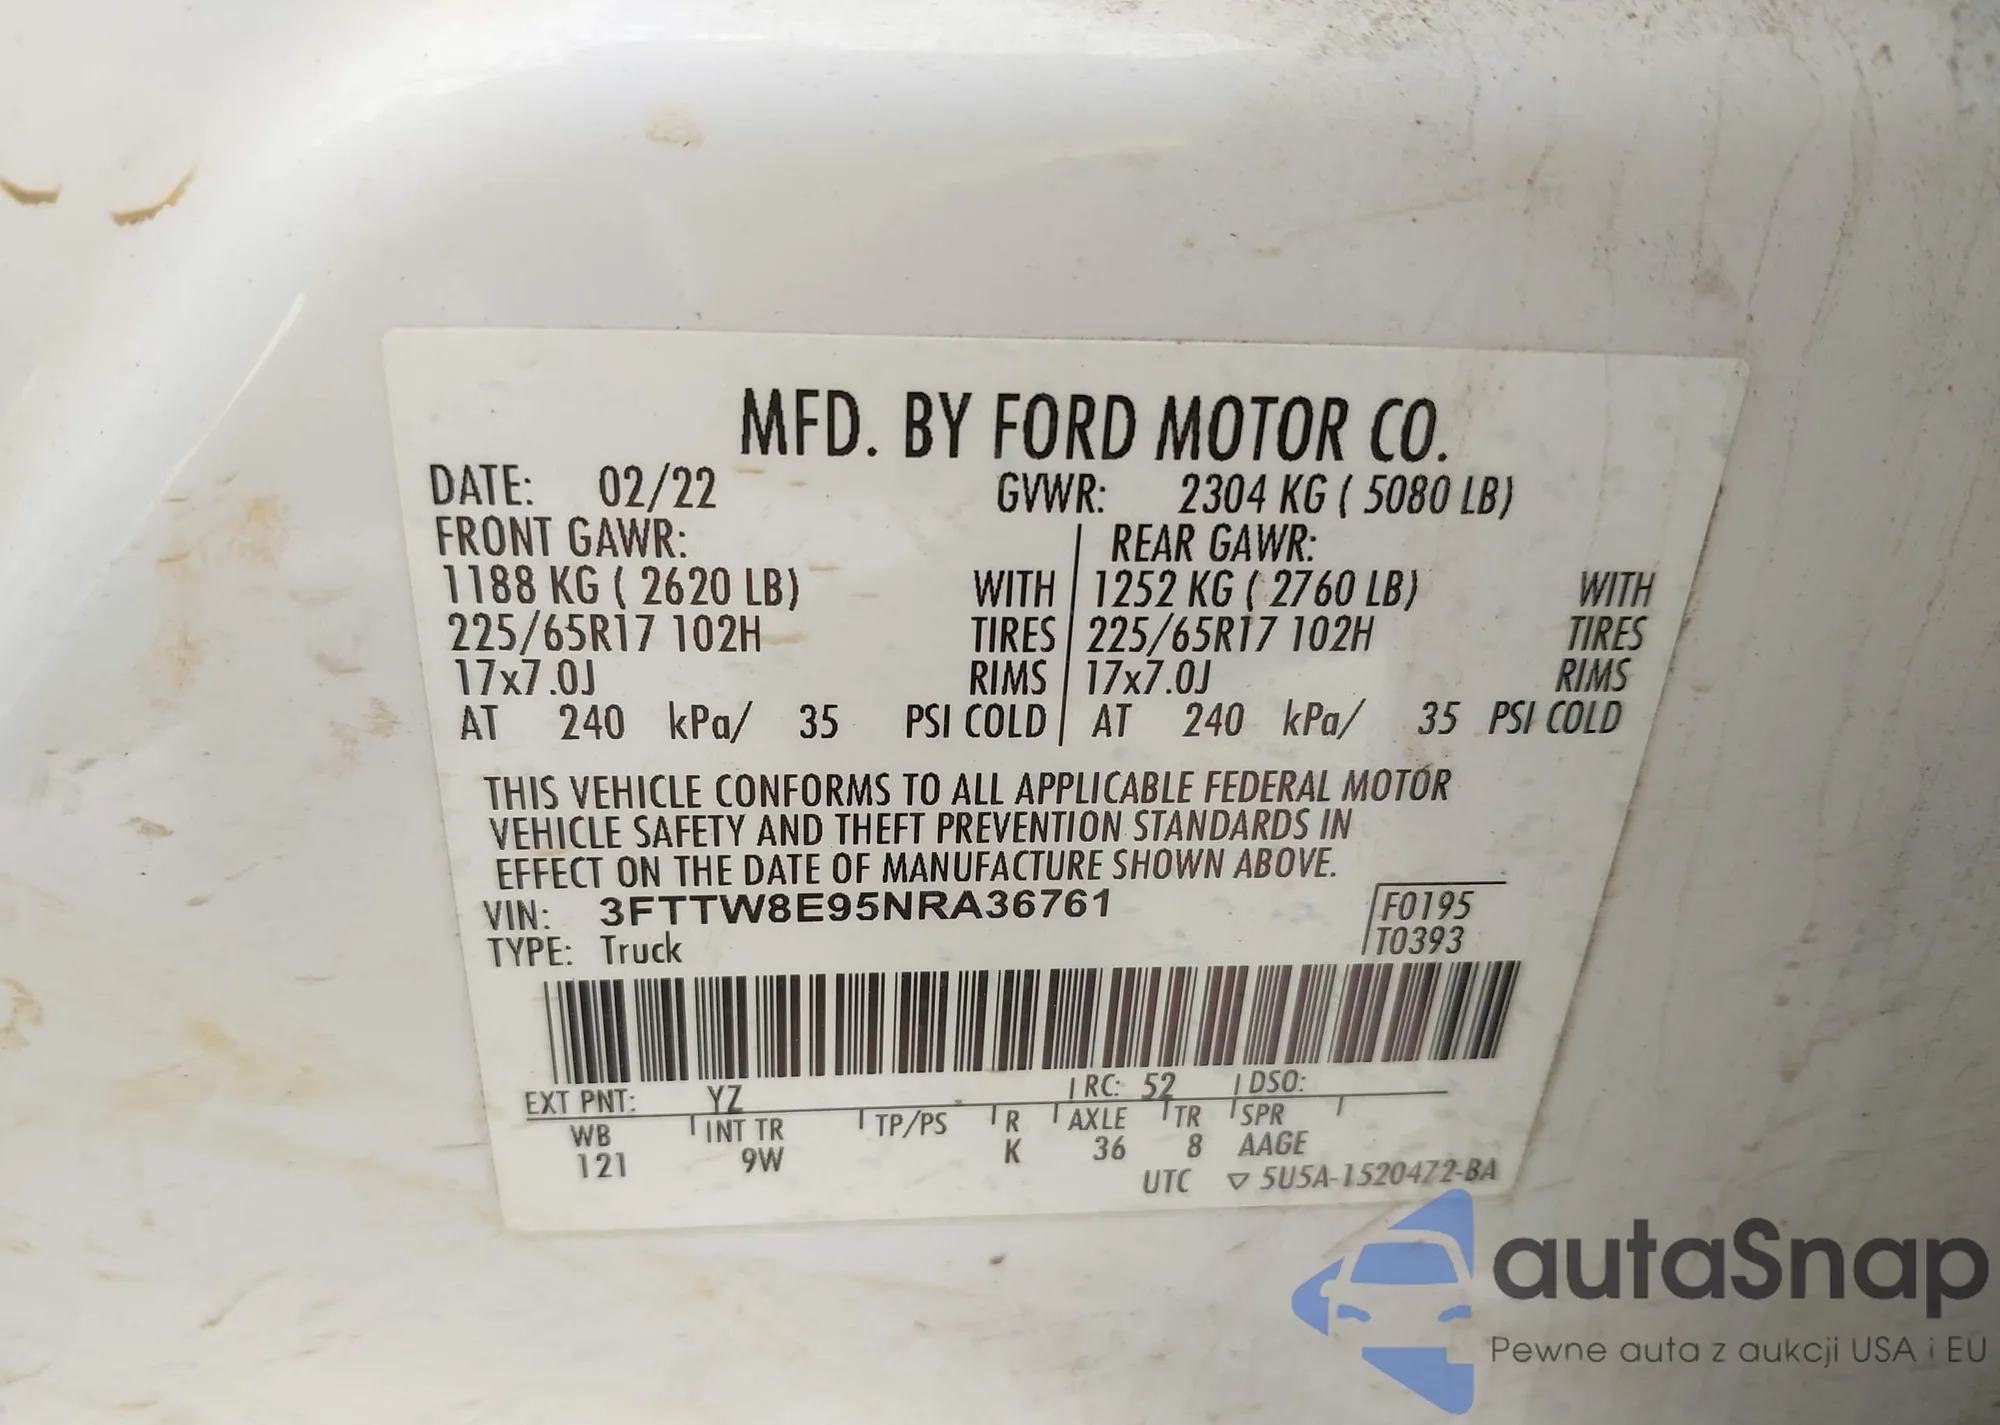 MFD. BY FORD MOTOR CO.
DATE: 02/22 GVWR: 2304 KG ( 5080 LB)
FRONT GAWR: REAR GAWR:
1188 KG ( 2620 LB) WITH 1252 KG ( 2760 LB) WITH
225/65R17 102H TIRES 225/65R17 102H TIRES
17x7.0J RIMS 17x7.0J RIMS
AT 240 kPa/ 35 PSI COLD AT 240 kPa/ 35 PSI COLD
THIS VEHICLE CONFORMS TO ALL APPLICABLE FEDERAL MOTOR
VEHICLE SAFETY AND THEFT PREVENTION STANDARDS IN
EFFECT ON THE DATE OF MANUFACTURE SHOWN ABOVE.
VIN: 3FTTW8E95NRA36761 F0195
TYPE: Truck T0393
EXT PNT: YZ RC: 52 DSO:
WB INT TR TP/PS R AXLE TR SPR
121 9W K 36 8 AAGE
UTC ▽ 5U5A-1520472-BA
autaSnap
Pewne auta z aukcji USA i EU